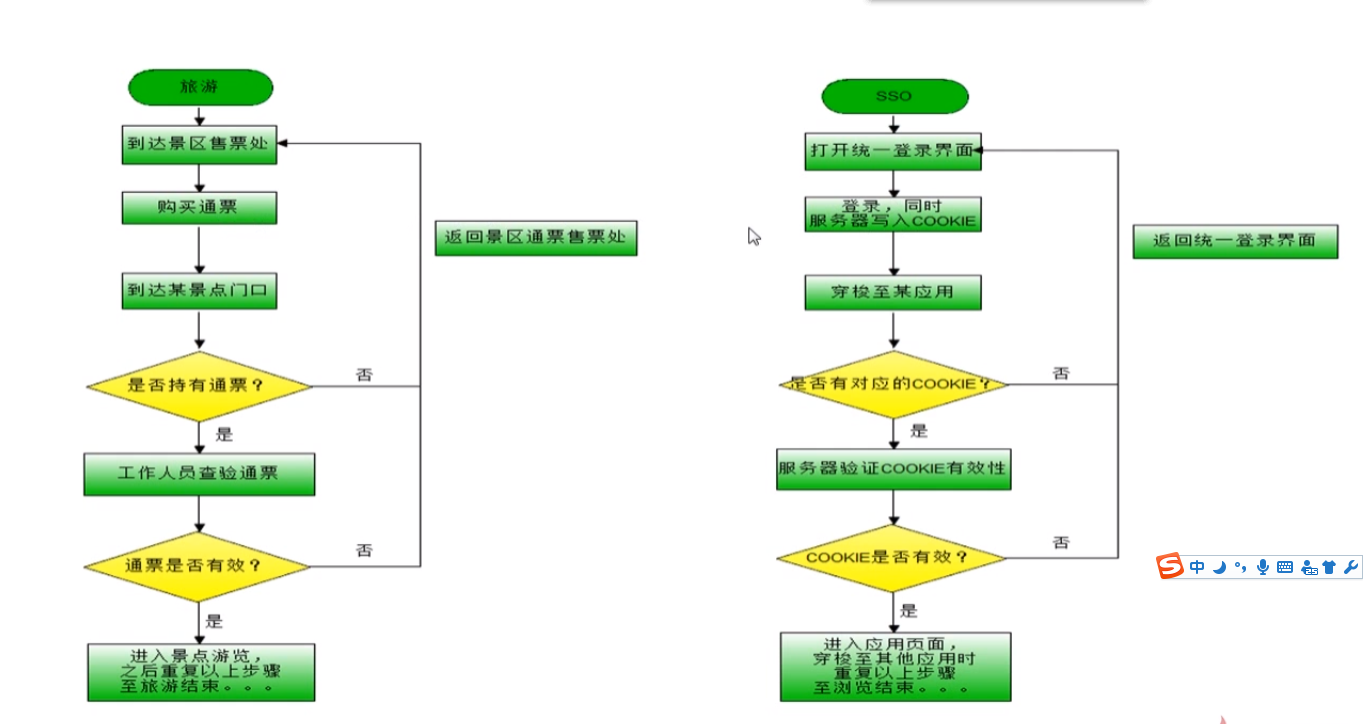 旅游
到达景区售票处
购买通票
返回景区通票售票处
到达某景点门口
是否持有通票？
否
是
工作人员查验通票
通票是否有效？
否
是
进入景点游览，
之后重复以上步骤
至旅游结束。。。
SSO
打开统一登录界面
登录，同时
服务器写入COOKIE
返回统一登录界面
穿梭至某应用
是否有对应的COOKIE？
否
是
服务器验证COOKIE有效性
COOKIE是否有效？
否
是
进入应用页面，
穿梭至其他应用时
重复以上步骤
至浏览结束。。。
S中